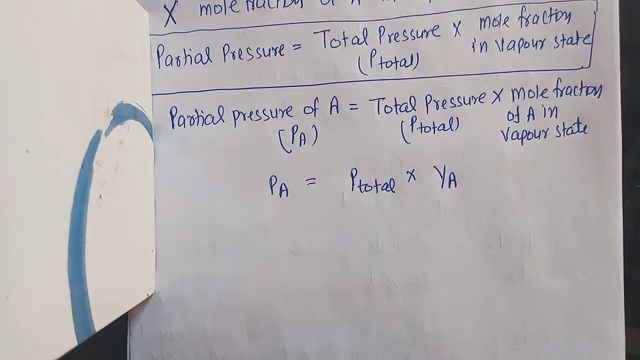 X mole fraction of A
Partial Pressure = Total Pressure × mole fraction
(Ptotal) in vapour state
Partial pressure of A = Total Pressure × mole fraction
(PA) (Ptotal) of A in
vapour state
PA = Ptotal × YA